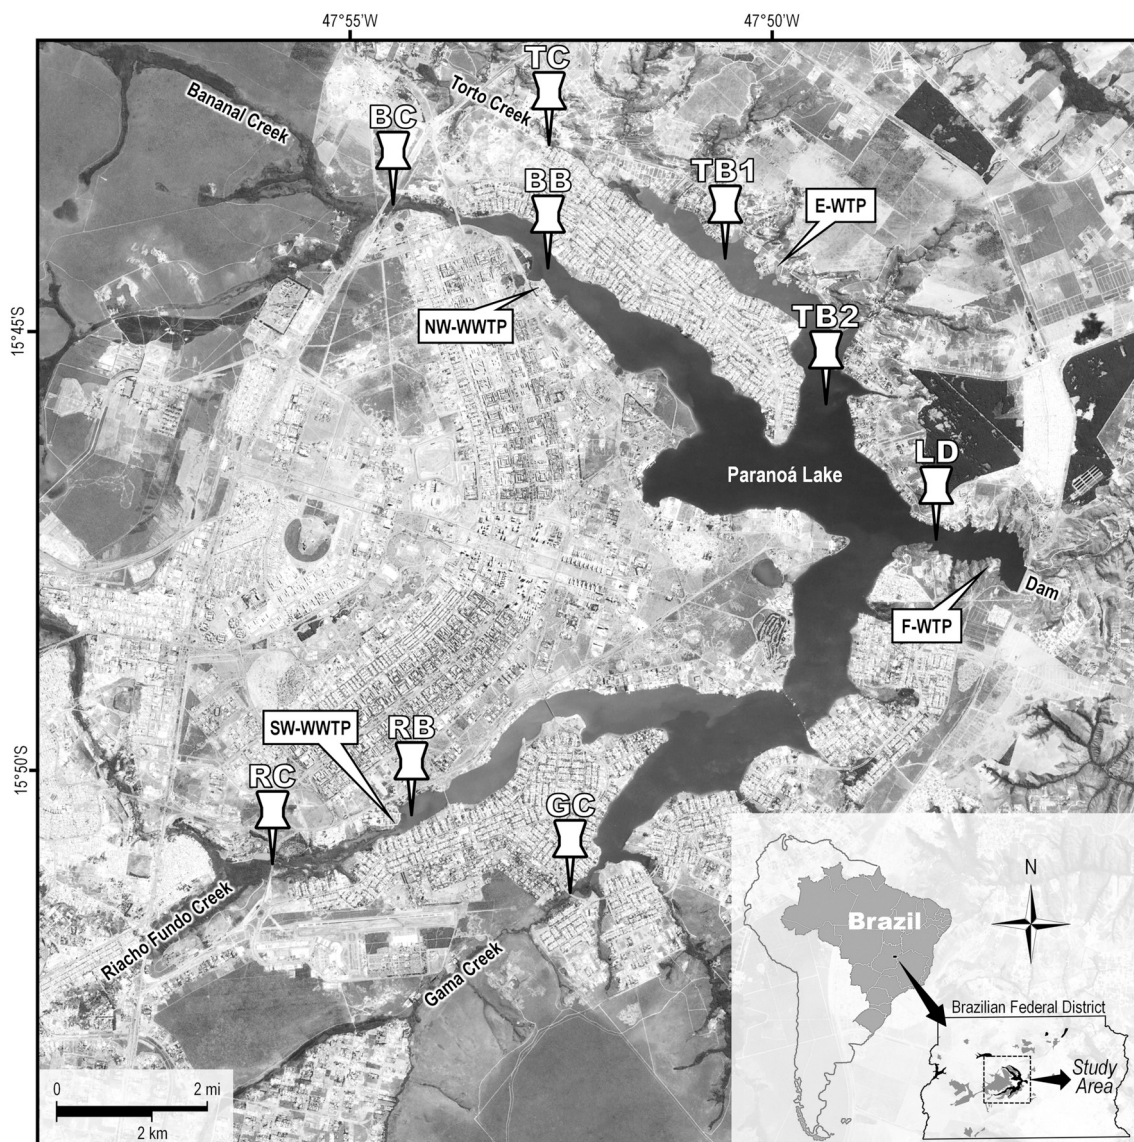 47°55'W
47°50'W
TC
Bananal Creek
Torto Creek
BC
TB1
BB
E-WTP
15°45'S
NW-WWTP
TB2
LD
Paranoá Lake
Dam
F-WTP
SW-WWTP
RB
15°50'S
RC
GC
Riacho Fundo Creek
Gama Creek
N
Brazil
Brazilian Federal District
Study
Area
0
2 mi
2 km